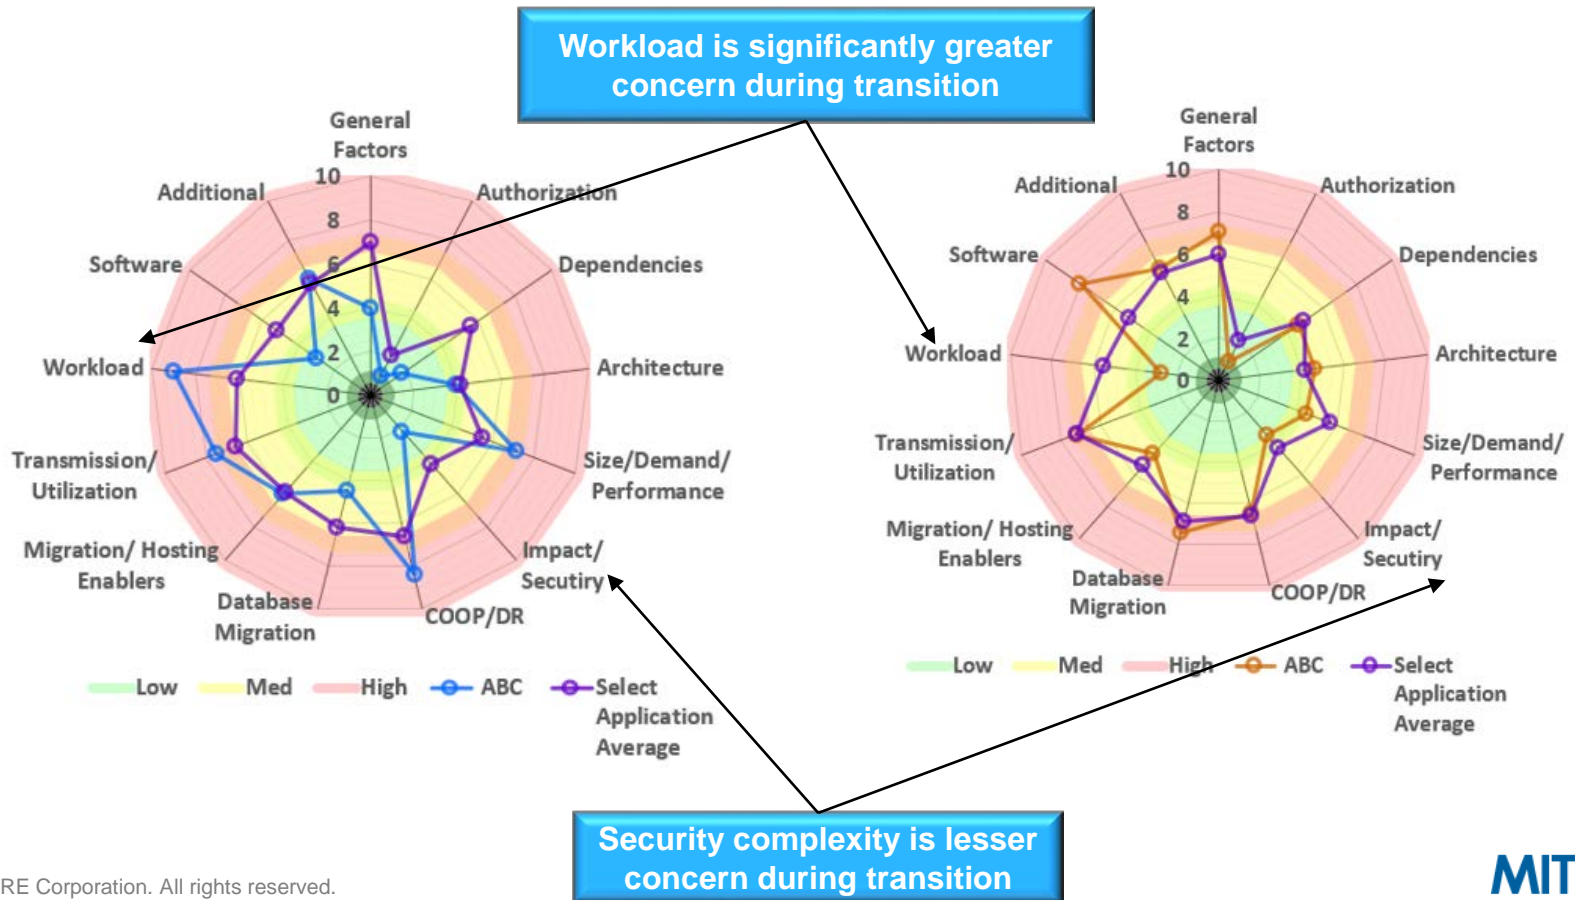 Workload is significantly greater
concern during transition
General
Factors
10
Additional
Authorization
8
Software
6
Dependencies
4
Workload
2
Architecture
0
Transmission/
Utilization
Size/Demand/
Performance
Migration/ Hosting
Enablers
Impact/
Secutiry
Database
Migration
COOP/DR
Low
Med
High
ABC
Select
Application
Average
General
Factors
10
Additional
Authorization
8
Software
6
Dependencies
4
Workload
2
Architecture
0
Transmission/
Utilization
Size/Demand/
Performance
Migration/ Hosting
Enablers
Impact/
Secutiry
Database
Migration
COOP/DR
Low
Med
High
ABC
Select
Application
Average
Security complexity is lesser
concern during transition
RE Corporation. All rights reserved.
MIT